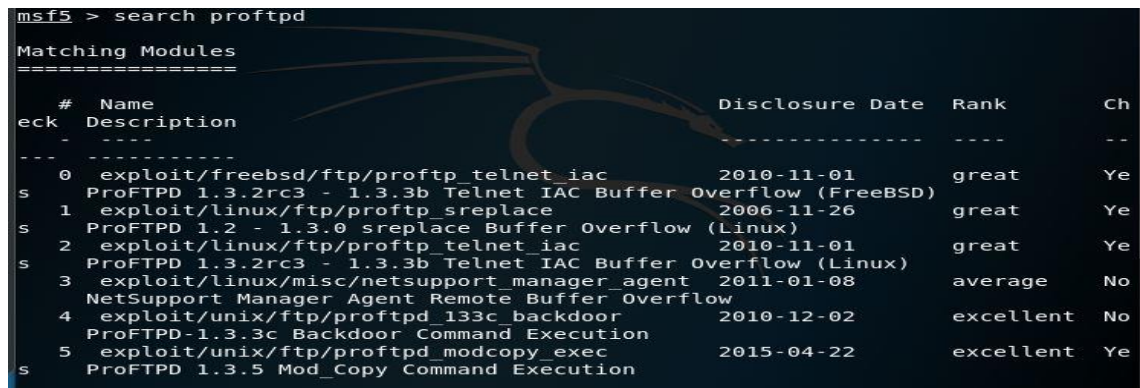 msf5 > search proftpd
Matching Modules
================
# Name Disclosure Date Rank Ch
eck Description
- ---- --------------- ---- --
--- -----------
0 exploit/freebsd/ftp/proftp_telnet_iac 2010-11-01 great Ye
s ProFTPD 1.3.2rc3 - 1.3.3b Telnet IAC Buffer Overflow (FreeBSD)
1 exploit/linux/ftp/proftp_sreplace 2006-11-26 great Ye
s ProFTPD 1.2 - 1.3.0 sreplace Buffer Overflow (Linux)
2 exploit/linux/ftp/proftp_telnet_iac 2010-11-01 great Ye
s ProFTPD 1.3.2rc3 - 1.3.3b Telnet IAC Buffer Overflow (Linux)
3 exploit/linux/misc/netsupport_manager_agent 2011-01-08 average No
NetSupport Manager Agent Remote Buffer Overflow
4 exploit/unix/ftp/proftpd_133c_backdoor 2010-12-02 excellent No
ProFTPD-1.3.3c Backdoor Command Execution
5 exploit/unix/ftp/proftpd_modcopy_exec 2015-04-22 excellent Ye
s ProFTPD 1.3.5 Mod_Copy Command Execution